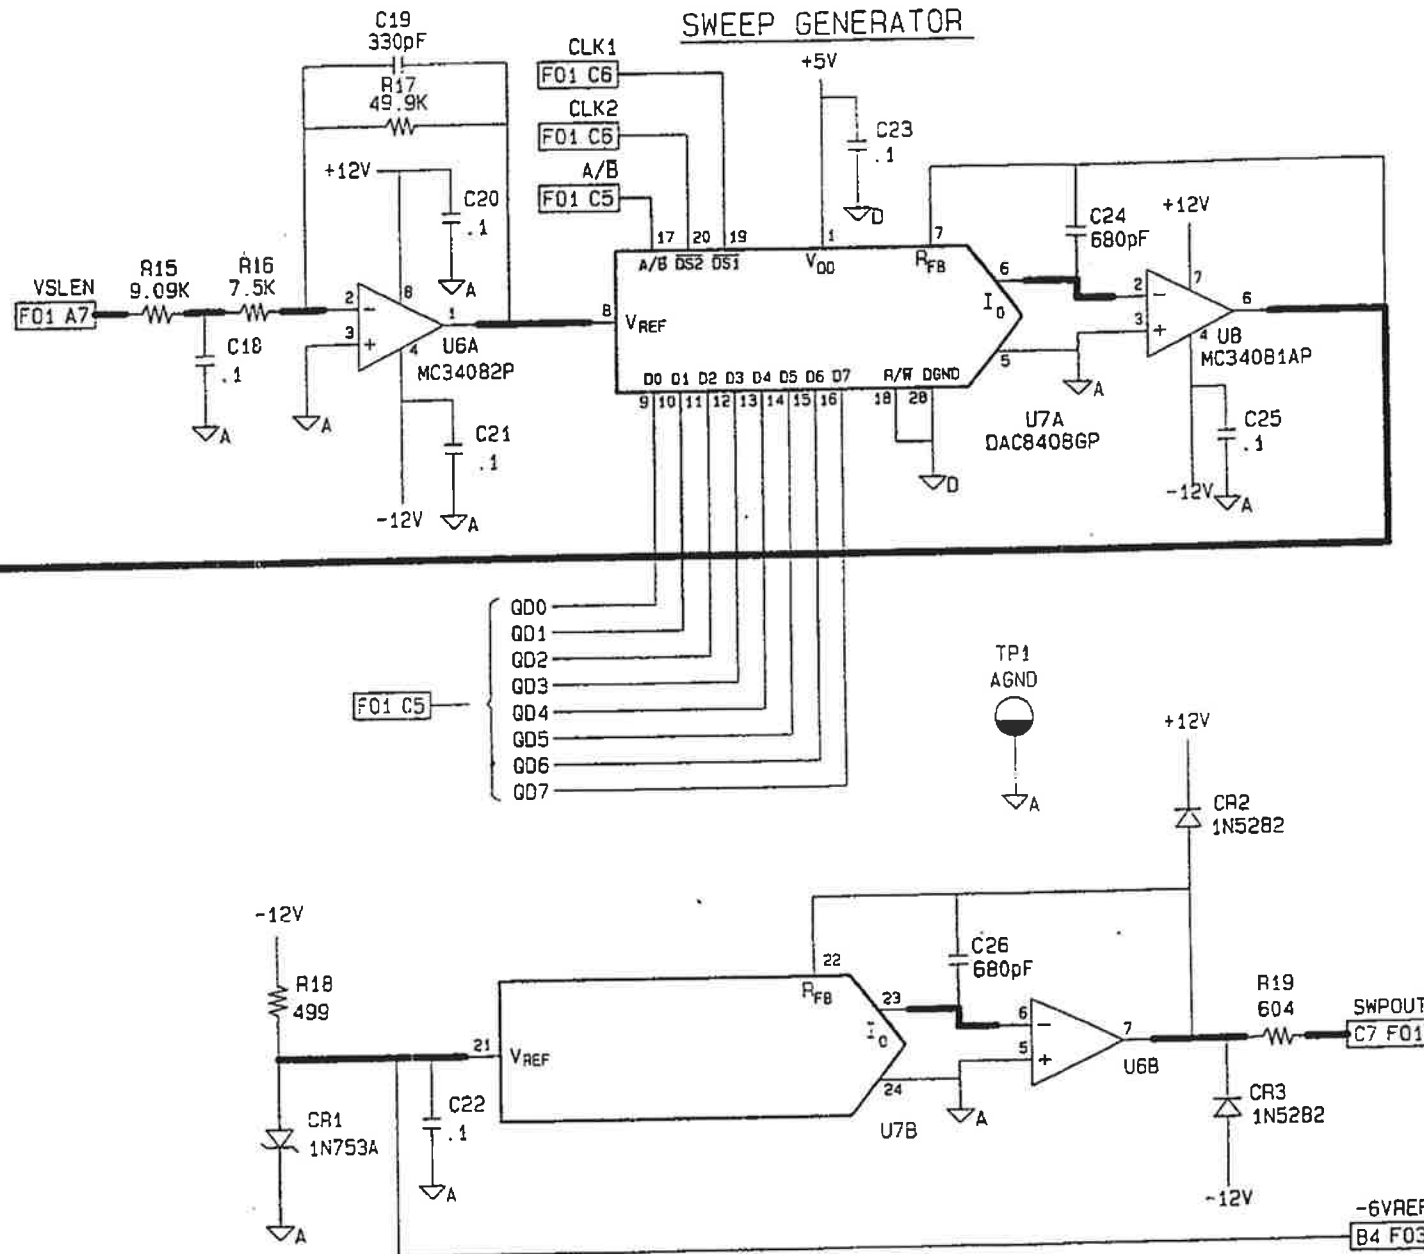 SWEEP GENERATOR
C19
330pF
R17
49.9K
CLK1
F01 C6
CLK2
F01 C6
A/B̅
F01 C5
+5V
C23
.1
D
+12V
C20
.1
A
17 20 19 1 7
A/B̅ D̅S̅2̅ D̅S̅1̅ VDD RFB
C24
680pF
+12V
VSLEN
F01 A7
R15
9.09K
R16
7.5K
C18
.1
A
2
3
8
1
4
U6A
MC34082P
A
8
VREF
6
IO
5
2
3
7
6
4
U8
MC34081AP
A
D0 D1 D2 D3 D4 D5 D6 D7 R/W̅ DGND
9 10 11 12 13 14 15 16 18 28
U7A
DAC8408GP
C21
.1
-12V
A
D
C25
.1
-12V
A
QD0
QD1
QD2
QD3
QD4
QD5
QD6
QD7
F01 C5
TP1
AGND
A
+12V
CR2
1N5282
-12V
R18
499
22
RFB
C26
680pF
23
IO
24
21
VREF
U7B
6
5
7
U6B
A
R19
604
SWPOUT
C7 F01
CR1
1N753A
A
C22
.1
A
CR3
1N5282
-12V
-6VREF
B4 F03